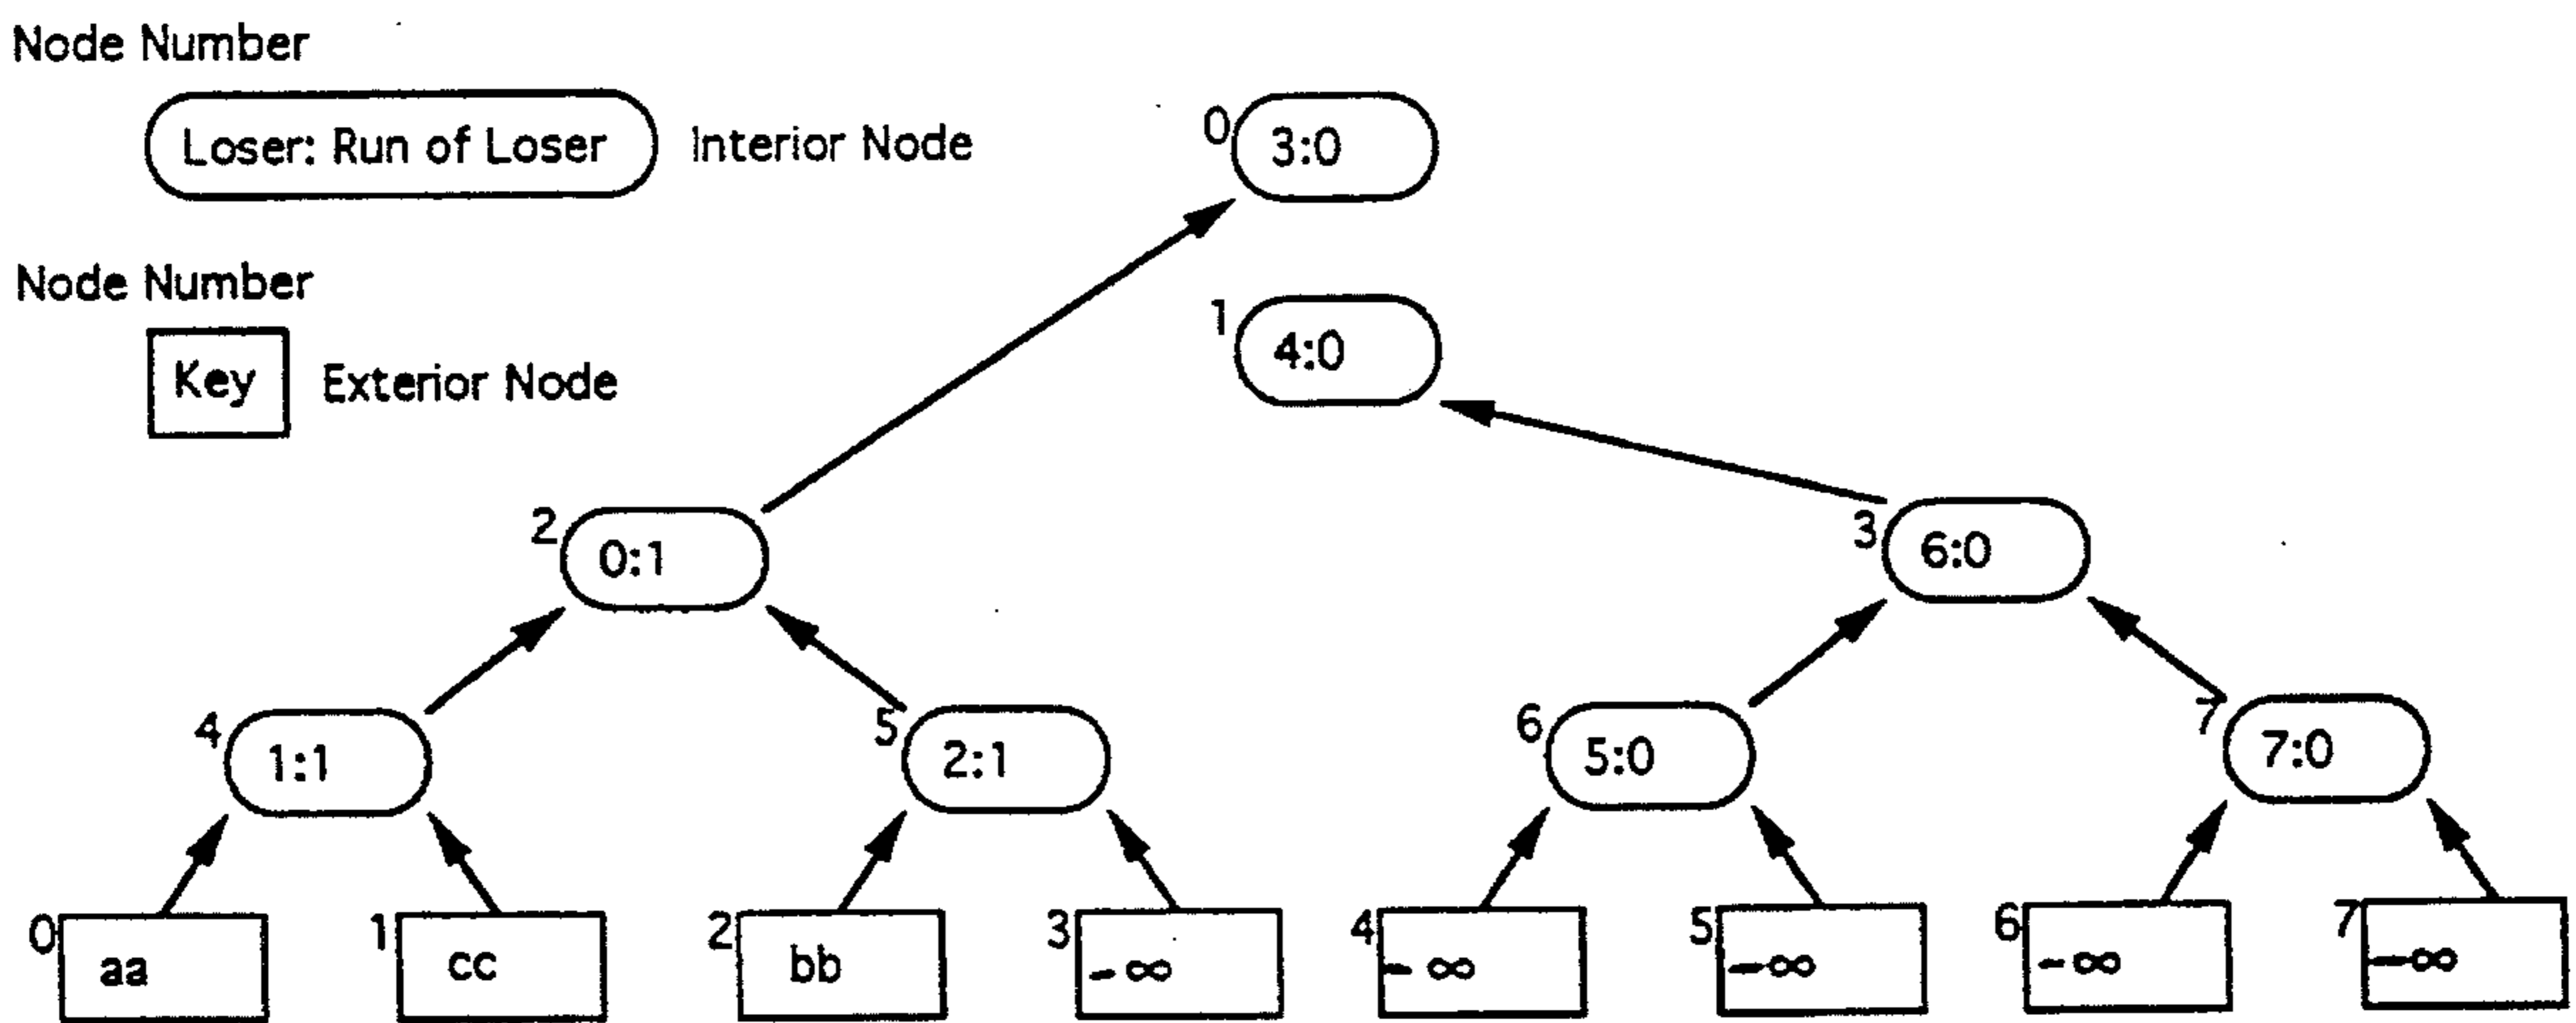 Node Number
Loser: Run of Loser Interior Node
Node Number
Key Exterior Node
0 3:0
1 4:0
2 0:1 3 6:0
4 1:1 5 2:1 6 5:0 7 7:0
0 aa 1 cc 2 bb 3 -∞ 4 -∞ 5 -∞ 6 -∞ 7 -∞